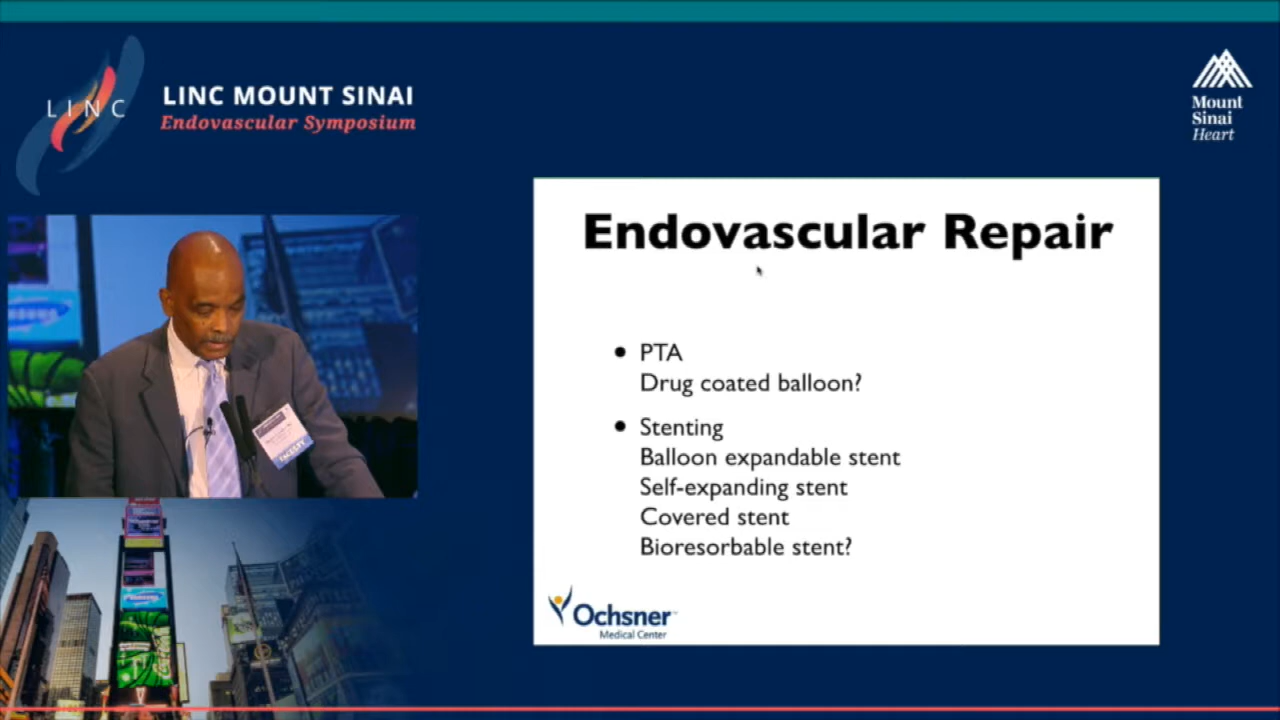 LINC
LINC MOUNT SINAI
Endovascular Symposium
Mount
Sinai
Heart
Endovascular Repair
• PTA
Drug coated balloon?
• Stenting
Balloon expandable stent
Self-expanding stent
Covered stent
Bioresorbable stent?
Ochsner
Medical Center
FACULTY